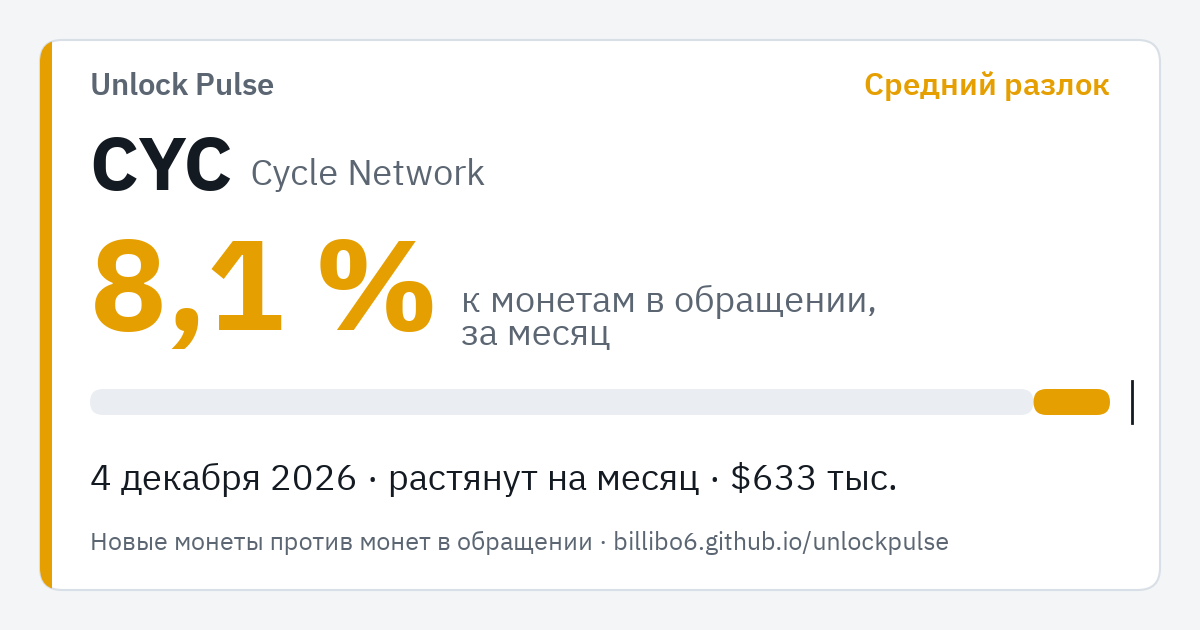 Unlock Pulse
Средний разлок
CYC Cycle Network
8,1 % к монетам в обращении,
за месяц
4 декабря 2026 · растянут на месяц · $633 тыс.
Новые монеты против монет в обращении · billibo6.github.io/unlockpulse